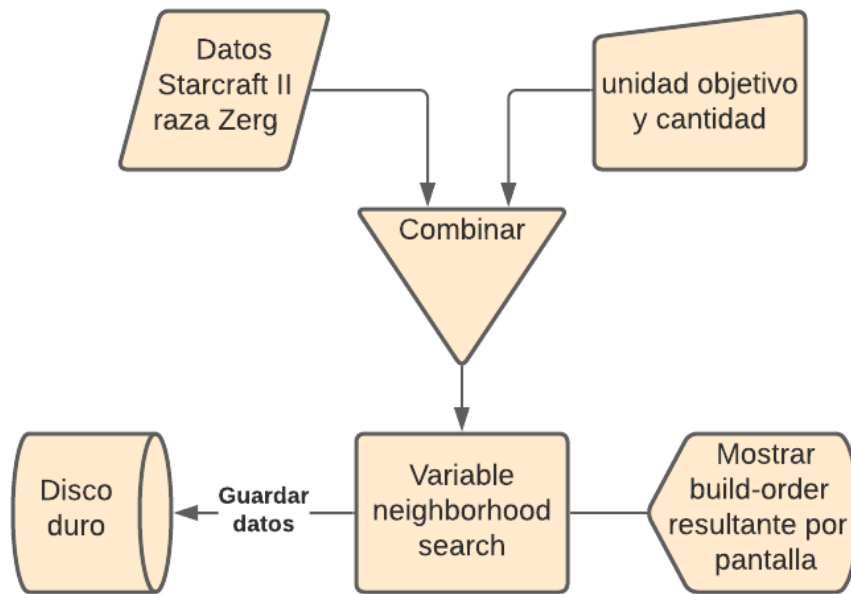 Datos
Starcraft II
raza Zerg
unidad objetivo
y cantidad
Combinar
Disco
duro
Guardar
datos
Variable
neighborhood
search
Mostrar
build-order
resultante por
pantalla